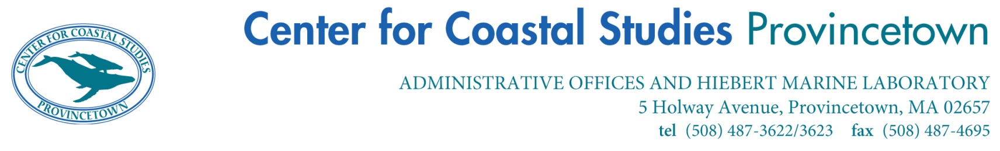 CENTER FOR COASTAL STUDIES
PROVINCETOWN
Center for Coastal Studies Provincetown
ADMINISTRATIVE OFFICES AND HIEBERT MARINE LABORATORY
5 Holway Avenue, Provincetown, MA 02657
tel (508) 487-3622/3623 fax (508) 487-4695